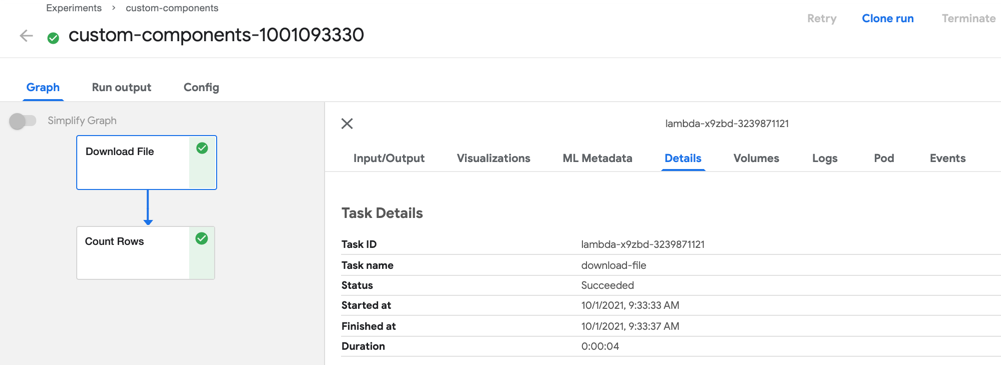 Experiments > custom-components
Retry Clone run Terminate
custom-components-1001093330
Graph Run output Config
Simplify Graph
Download File
Count Rows
lambda-x9zbd-3239871121
Input/Output Visualizations ML Metadata Details Volumes Logs Pod Events
Task Details
Task ID lambda-x9zbd-3239871121
Task name download-file
Status Succeeded
Started at 10/1/2021, 9:33:33 AM
Finished at 10/1/2021, 9:33:37 AM
Duration 0:00:04